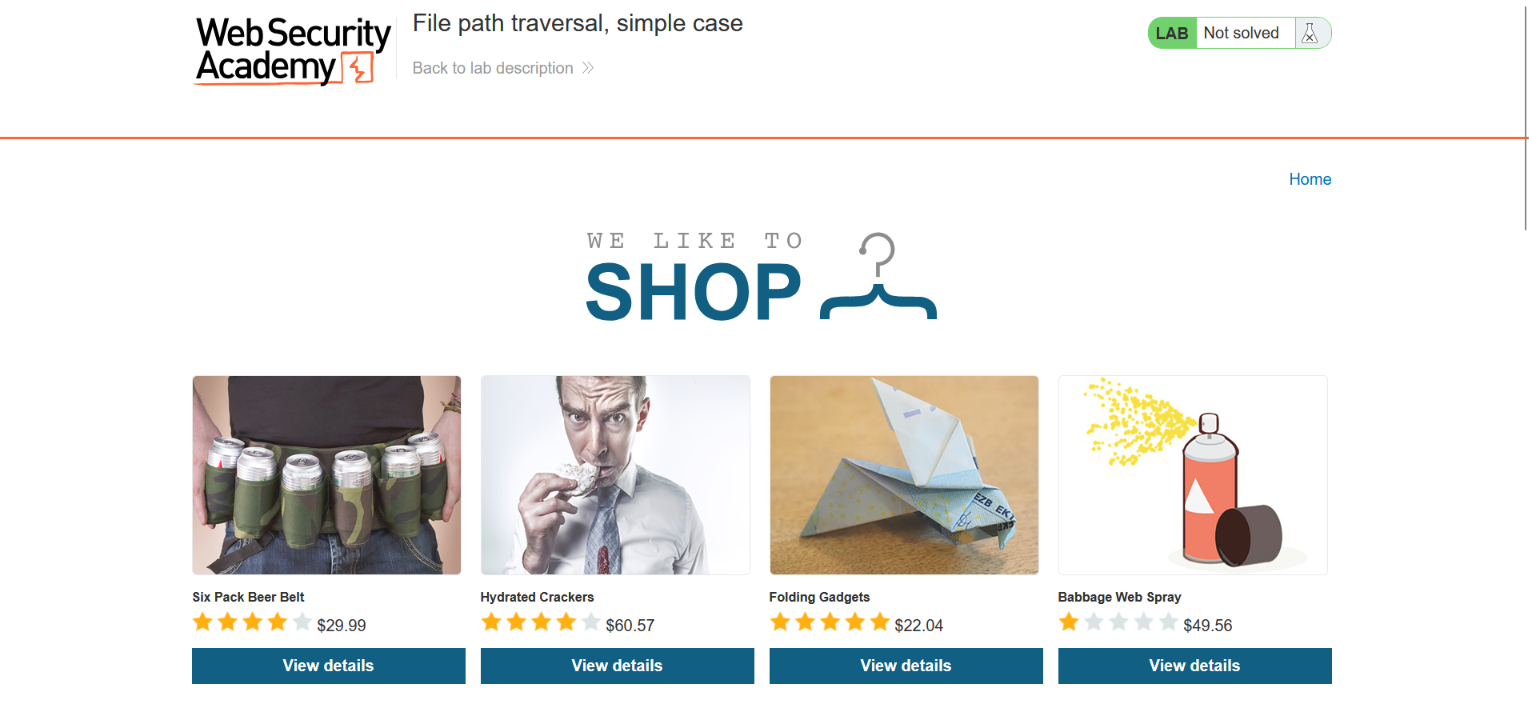 Web Security
Academy
File path traversal, simple case
Back to lab description
LAB Not solved
Home
WE LIKE TO
SHOP
EZB EKT
Six Pack Beer Belt
$29.99
View details
Hydrated Crackers
$60.57
View details
Folding Gadgets
$22.04
View details
Babbage Web Spray
$49.56
View details